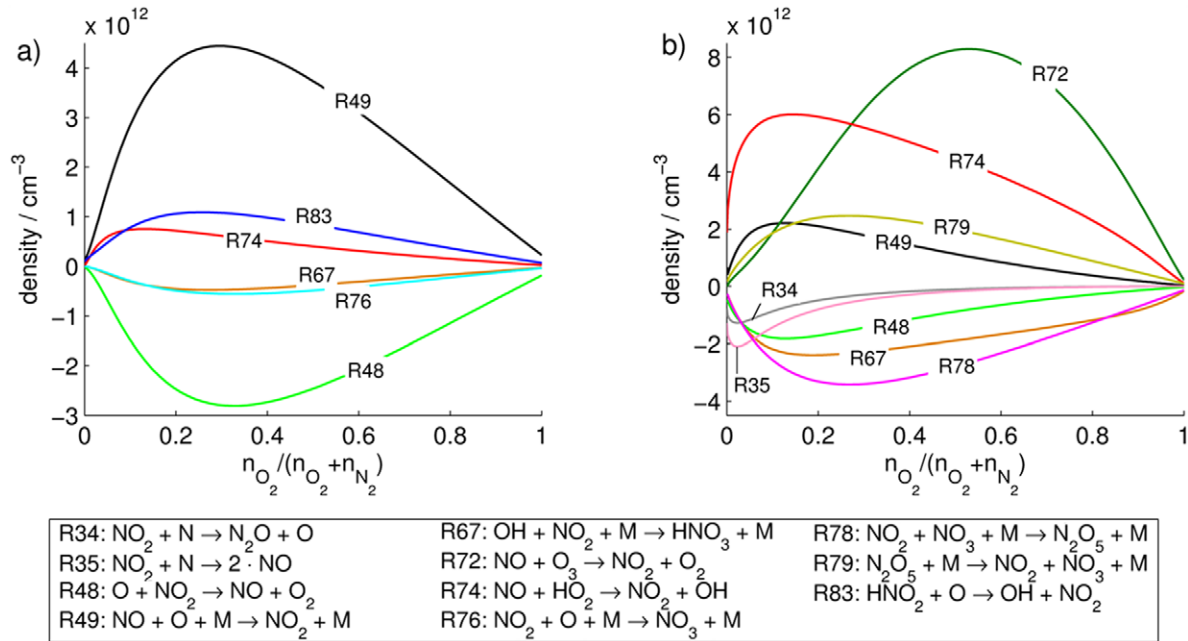 a)
x 10¹²
4
3
2
1
0
−1
−2
−3
density / cm⁻³
R49
R83
R74
R67
R76
R48
0 0.2 0.4 0.6 0.8 1
n_O₂/(n_O₂+n_N₂)
b)
x 10¹²
8
6
4
2
0
−2
−4
density / cm⁻³
R72
R74
R79
R49
R34
R48
R67
R35
R78
0 0.2 0.4 0.6 0.8 1
n_O₂/(n_O₂+n_N₂)
R34: NO₂ + N → N₂O + O
R35: NO₂ + N → 2 · NO
R48: O + NO₂ → NO + O₂
R49: NO + O + M → NO₂ + M
R67: OH + NO₂ + M → HNO₃ + M
R72: NO + O₃ → NO₂ + O₂
R74: NO + HO₂ → NO₂ + OH
R76: NO₂ + O + M → NO₃ + M
R78: NO₂ + NO₃ + M → N₂O₅ + M
R79: N₂O₅ + M → NO₂ + NO₃ + M
R83: HNO₂ + O → OH + NO₂